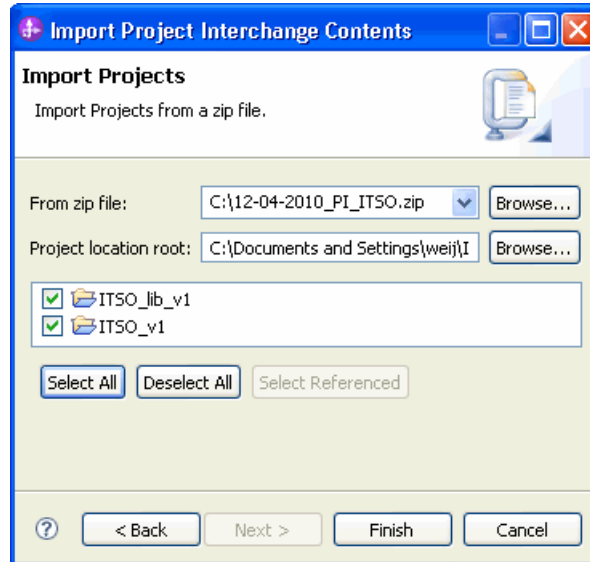 Import Project Interchange Contents
Import Projects
Import Projects from a zip file.
From zip file: C:\12-04-2010_PI_ITSO.zip Browse...
Project location root: C:\Documents and Settings\weij\I Browse...
ITSO_lib_v1
ITSO_v1
Select All Deselect All Select Referenced
? < Back Next > Finish Cancel